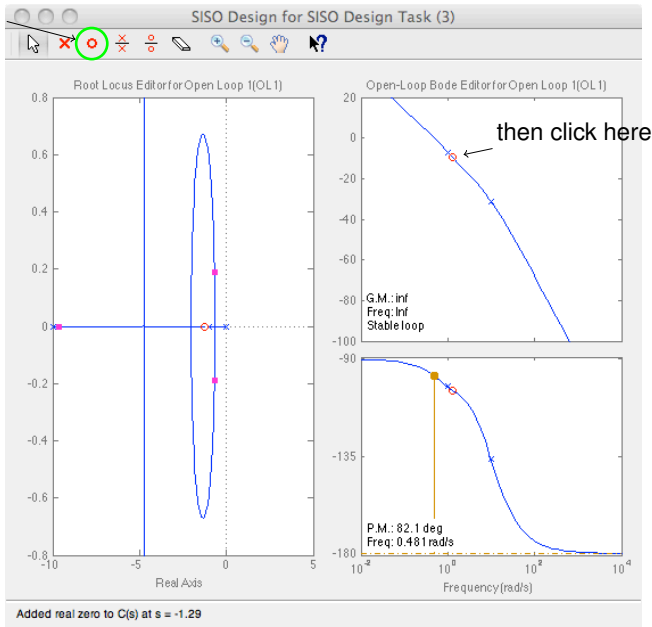 SISO Design for SISO Design Task (3)
Root Locus Editor for Open Loop 1(OL1)
0.8
0.6
0.4
0.2
0
-0.2
-0.4
-0.6
-0.8
-10
-5
0
5
Real Axis
Open-Loop Bode Editor for Open Loop 1(OL1)
then click here
20
0
-20
-40
-60
-80
-100
G.M.: inf
Freq: Inf
Stable loop
-90
-135
-180
P.M.: 82.1 deg
Freq: 0.481 rad/s
10^-2
10^0
10^2
10^4
Frequency (rad/s)
Added real zero to C(s) at s = -1.29